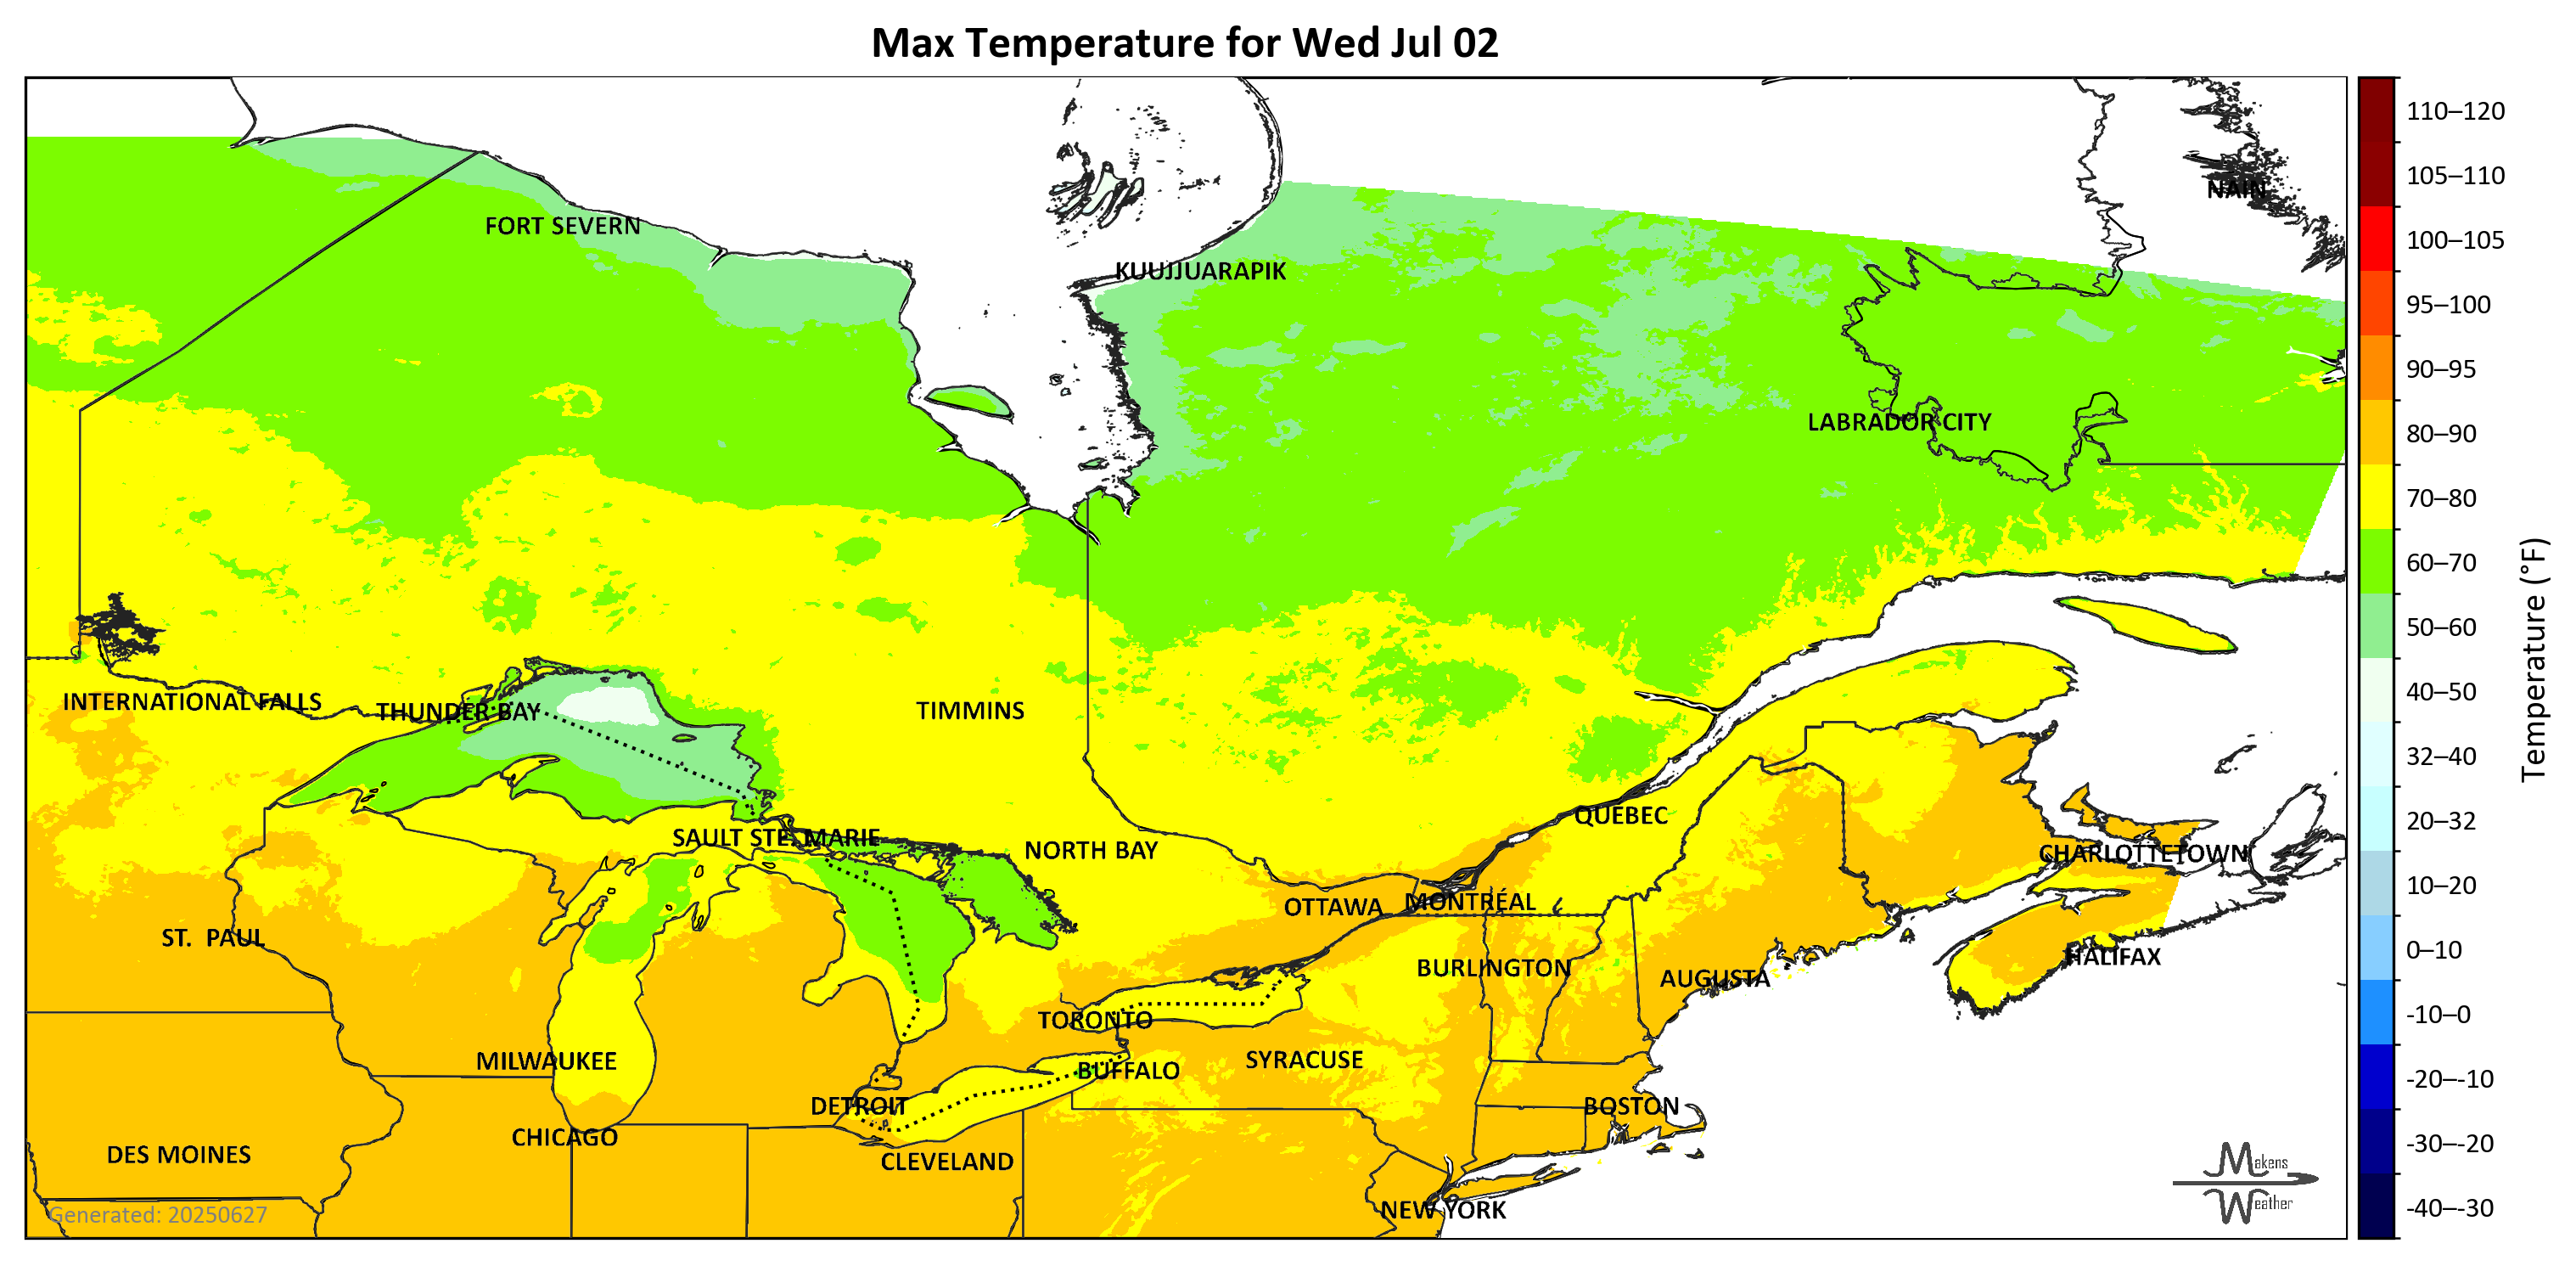 Max Temperature for Wed Jul 02
NAIN
FORT SEVERN
KUUJJUARAPIK
LABRADOR CITY
INTERNATIONAL FALLS
THUNDER BAY
TIMMINS
QUEBEC
SAULT STE. MARIE
NORTH BAY
CHARLOTTETOWN
OTTAWA
MONTRÉAL
ST. PAUL
HALIFAX
BURLINGTON
AUGUSTA
TORONTO
MILWAUKEE
SYRACUSE
BUFFALO
DETROIT
BOSTON
CHICAGO
DES MOINES
CLEVELAND
NEW YORK
Generated: 20250627
Makens
Weather
110–120
105–110
100–105
95–100
90–95
80–90
70–80
60–70
50–60
40–50
32–40
20–32
10–20
0–10
-10–0
-20–-10
-30–-20
-40–-30
Temperature (°F)